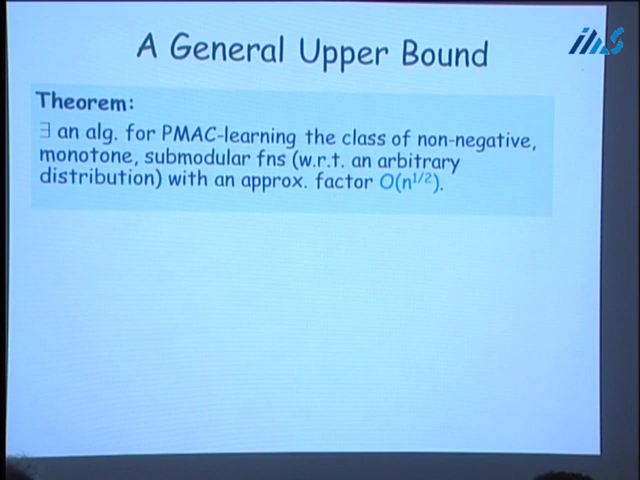 A General Upper Bound
ims
Theorem:
∃ an alg. for PMAC-learning the class of non-negative,
monotone, submodular fns (w.r.t. an arbitrary
distribution) with an approx. factor O(n^{1/2}).